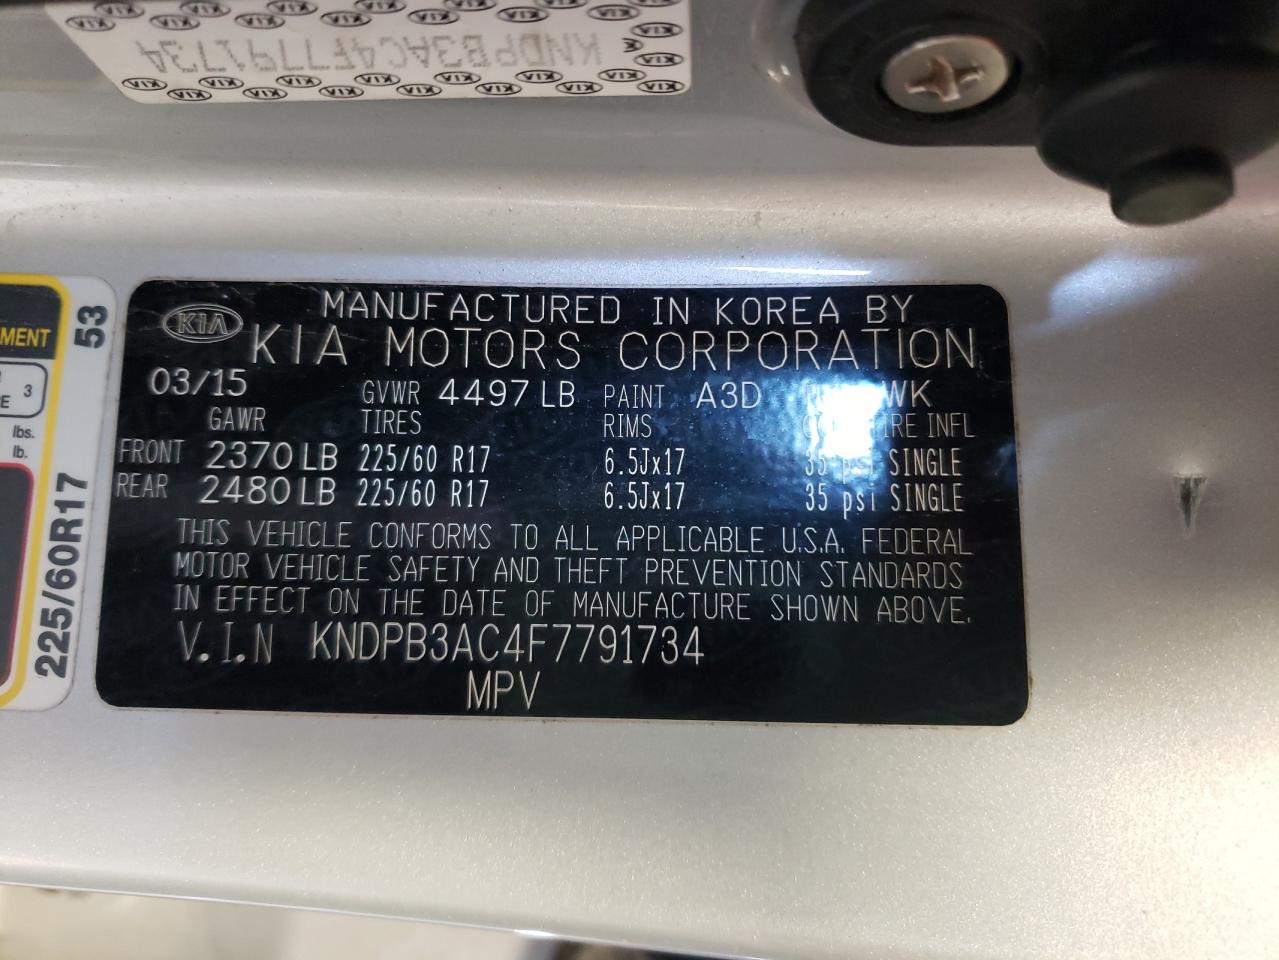 KNDPB3AC4F779173A
MENT
3
E
lbs.
lb.
53
225/60R17
KIA
MANUFACTURED IN KOREA BY
KIA MOTORS CORPORATION
03/15 GVWR 4497 LB PAINT A3D WK
GAWR TIRES RIMS INFL
FRONT 2370 LB 225/60 R17 6.5Jx17 35 psi SINGLE
REAR 2480 LB 225/60 R17 6.5Jx17 35 psi SINGLE
THIS VEHICLE CONFORMS TO ALL APPLICABLE U.S.A. FEDERAL
MOTOR VEHICLE SAFETY AND THEFT PREVENTION STANDARDS
IN EFFECT ON THE DATE OF MANUFACTURE SHOWN ABOVE.
V.I.N KNDPB3AC4F7791734
MPV